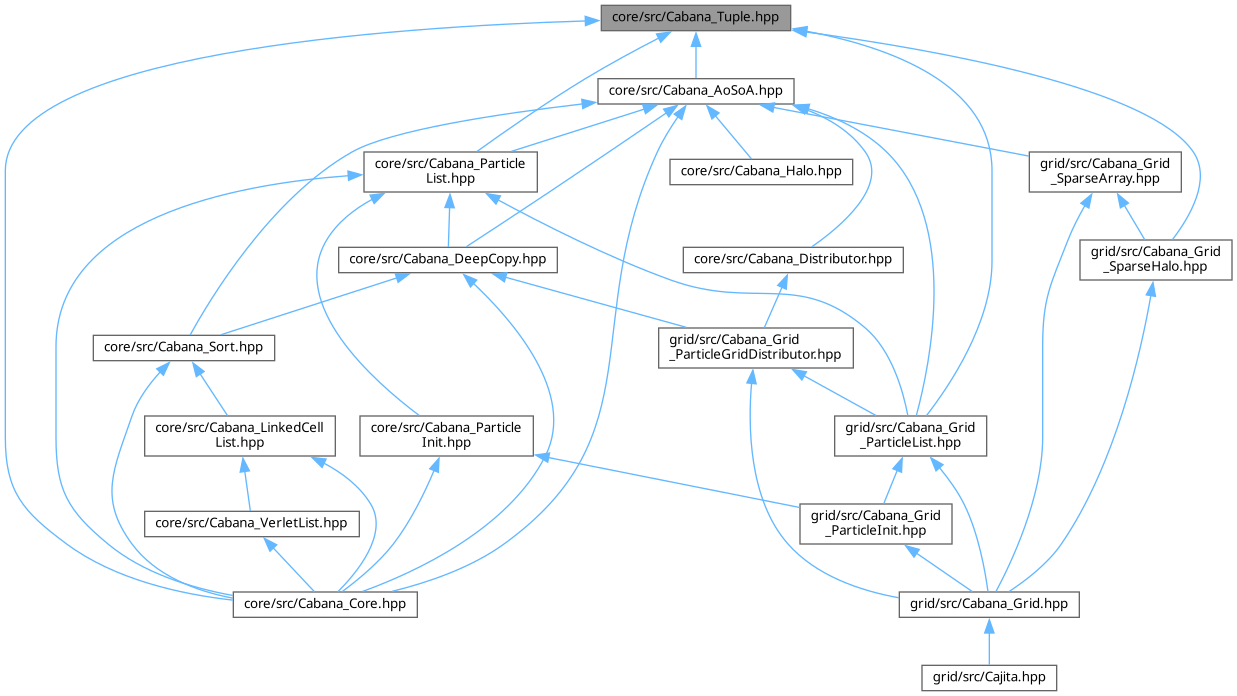 core/src/Cabana_Tuple.hpp
core/src/Cabana_AoSoA.hpp
core/src/Cabana_Particle
List.hpp
core/src/Cabana_Halo.hpp
grid/src/Cabana_Grid
_SparseArray.hpp
core/src/Cabana_DeepCopy.hpp
core/src/Cabana_Distributor.hpp
grid/src/Cabana_Grid
_SparseHalo.hpp
core/src/Cabana_Sort.hpp
grid/src/Cabana_Grid
_ParticleGridDistributor.hpp
core/src/Cabana_LinkedCell
List.hpp
core/src/Cabana_Particle
Init.hpp
grid/src/Cabana_Grid
_ParticleList.hpp
core/src/Cabana_VerletList.hpp
grid/src/Cabana_Grid
_ParticleInit.hpp
core/src/Cabana_Core.hpp
grid/src/Cabana_Grid.hpp
grid/src/Cajita.hpp